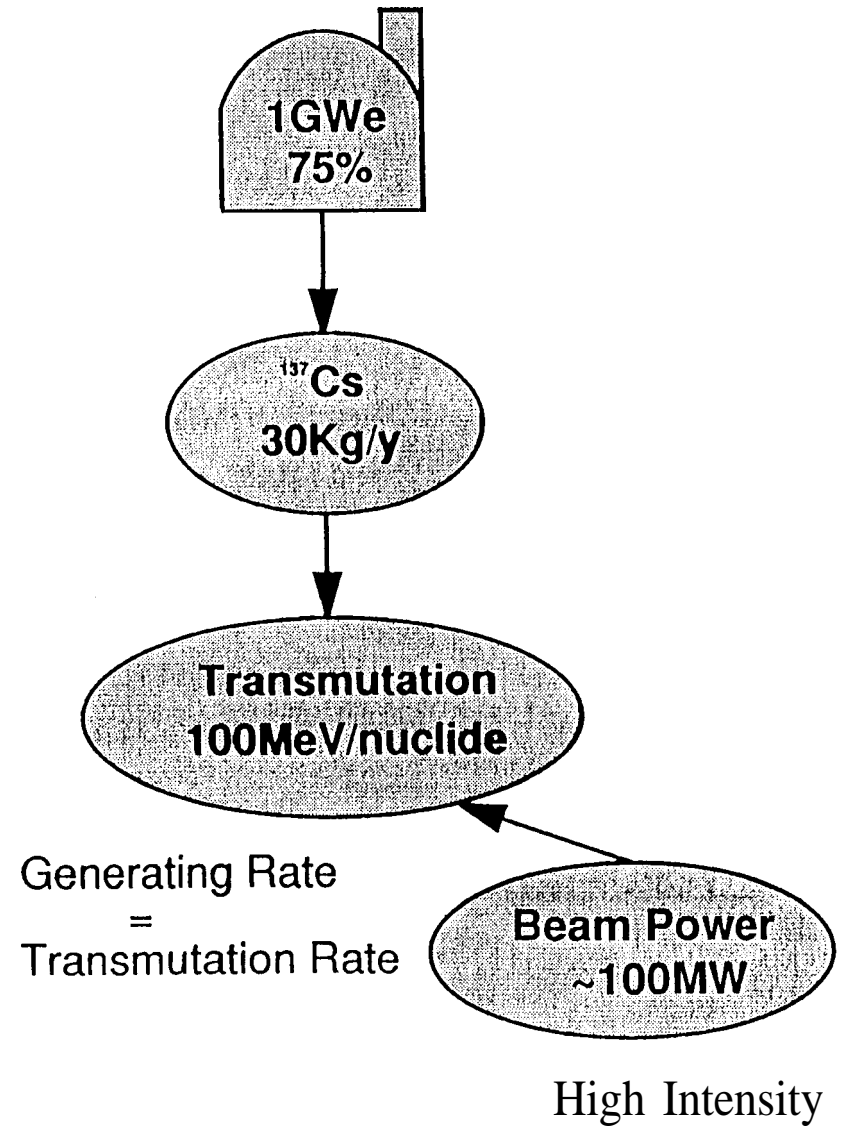 1GWe
75%
¹³⁷Cs
30Kg/y
Transmutation
100MeV/nuclide
Generating Rate
=
Transmutation Rate
Beam Power
~100MW
High Intensity